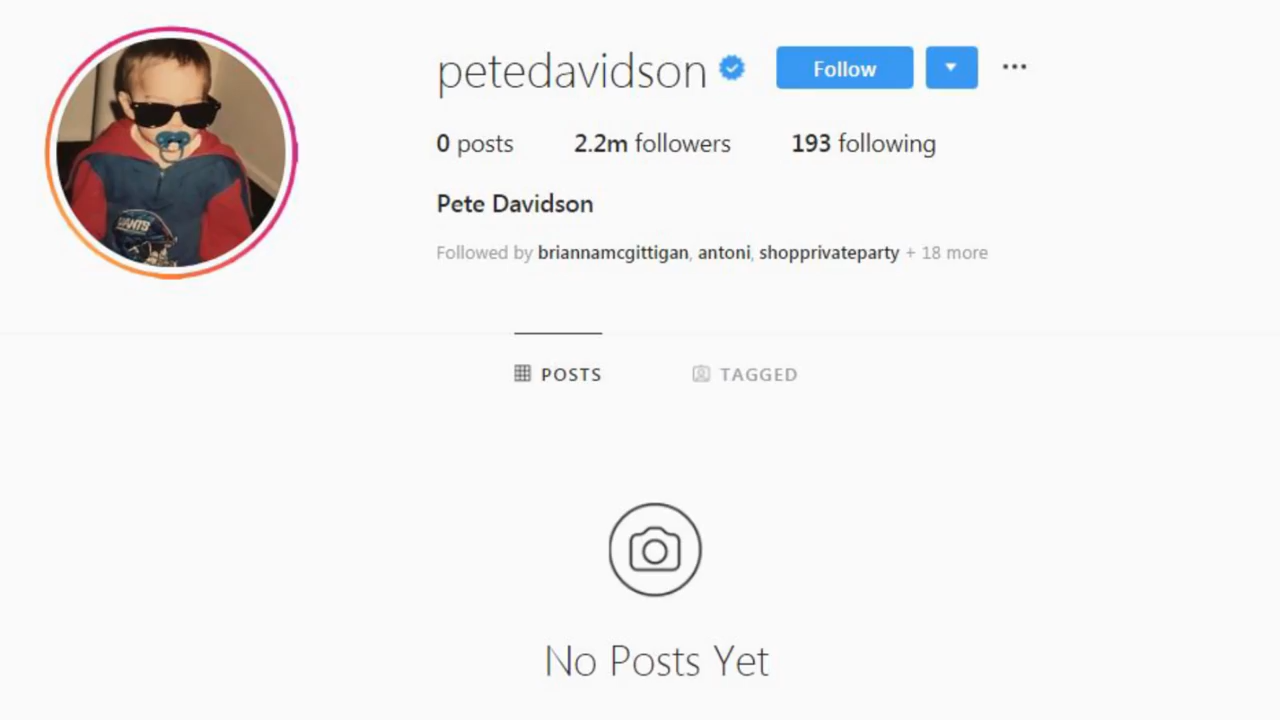 petedavidson Follow
0 posts 2.2m followers 193 following
Pete Davidson
Followed by briannamcgittigan, antoni, shopprivateparty + 18 more
GIANTS
POSTS TAGGED
No Posts Yet